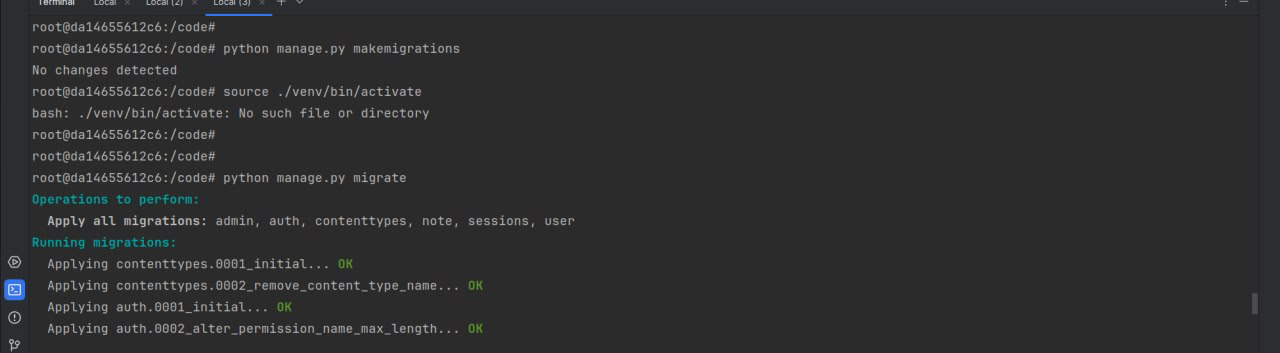 Terminal Local × Local (2) × Local (3) × +
root@da14655612c6:/code#
root@da14655612c6:/code# python manage.py makemigrations
No changes detected
root@da14655612c6:/code# source ./venv/bin/activate
bash: ./venv/bin/activate: No such file or directory
root@da14655612c6:/code#
root@da14655612c6:/code#
root@da14655612c6:/code# python manage.py migrate
Operations to perform:
Apply all migrations: admin, auth, contenttypes, note, sessions, user
Running migrations:
Applying contenttypes.0001_initial... OK
Applying contenttypes.0002_remove_content_type_name... OK
Applying auth.0001_initial... OK
Applying auth.0002_alter_permission_name_max_length... OK